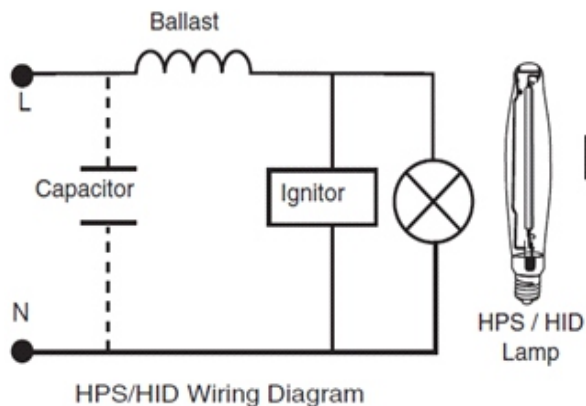 Ballast
L
Capacitor
Ignitor
N
HPS / HID
Lamp
HPS/HID Wiring Diagram